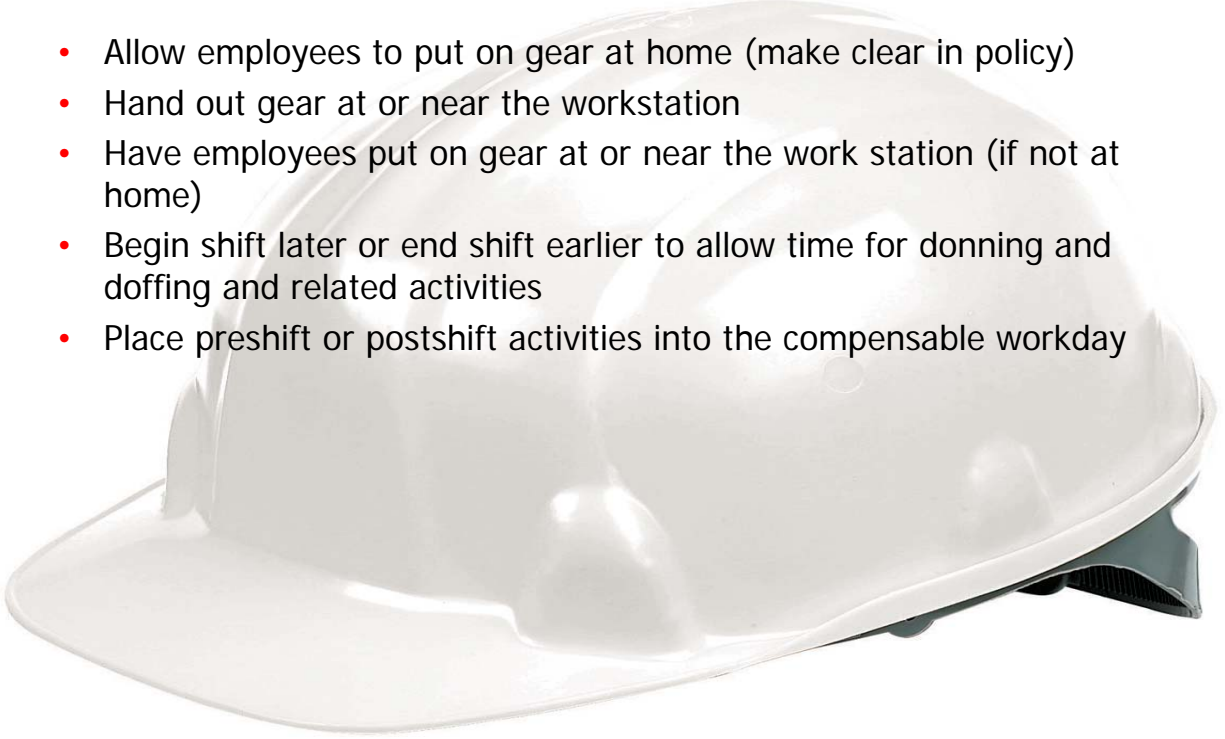 • Allow employees to put on gear at home (make clear in policy)
• Hand out gear at or near the workstation
• Have employees put on gear at or near the work station (if not at
home)
• Begin shift later or end shift earlier to allow time for donning and
doffing and related activities
• Place preshift or postshift activities into the compensable workday